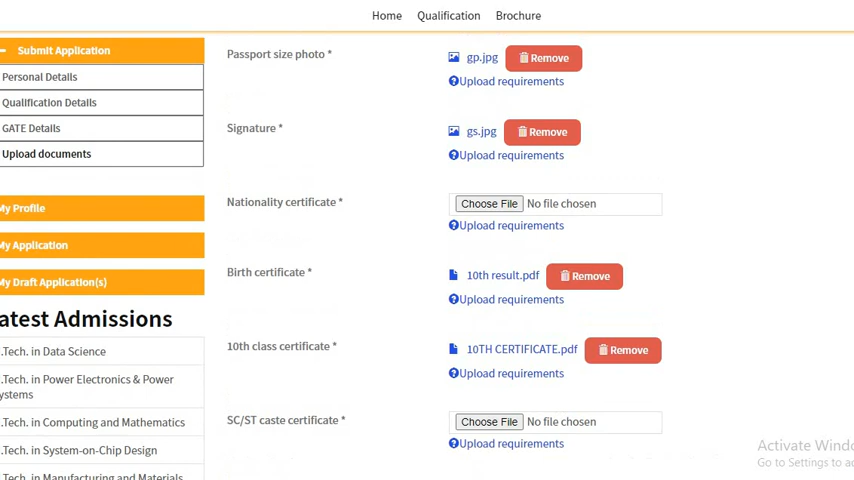 Home Qualification Brochure
Submit Application
Personal Details
Qualification Details
GATE Details
Upload documents
My Profile
My Application
My Draft Application(s)
atest Admissions
.Tech. in Data Science
.Tech. in Power Electronics & Power
ystems
.Tech. in Computing and Mathematics
.Tech. in System-on-Chip Design
.Tech. in Manufacturing and Materials
Passport size photo *
gp.jpg Remove
Upload requirements
Signature *
gs.jpg Remove
Upload requirements
Nationality certificate *
Choose File No file chosen
Upload requirements
Birth certificate *
10th result.pdf Remove
Upload requirements
10th class certificate *
10TH CERTIFICATE.pdf Remove
Upload requirements
SC/ST caste certificate *
Choose File No file chosen
Upload requirements
Activate Windo
Go to Settings to a